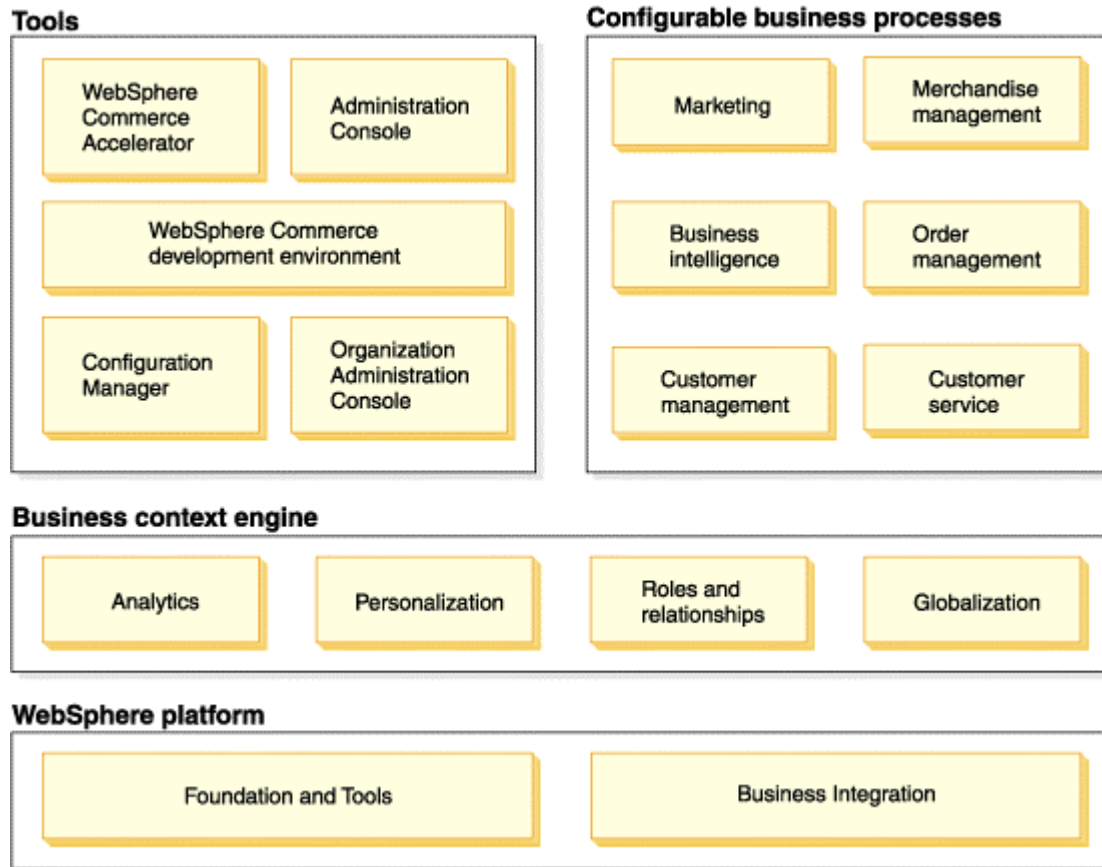 Tools
WebSphere
Commerce
Accelerator
Administration
Console
WebSphere Commerce
development environment
Configuration
Manager
Organization
Administration
Console
Configurable business processes
Marketing
Merchandise
management
Business
intelligence
Order
management
Customer
management
Customer
service
Business context engine
Analytics
Personalization
Roles and
relationships
Globalization
WebSphere platform
Foundation and Tools
Business Integration